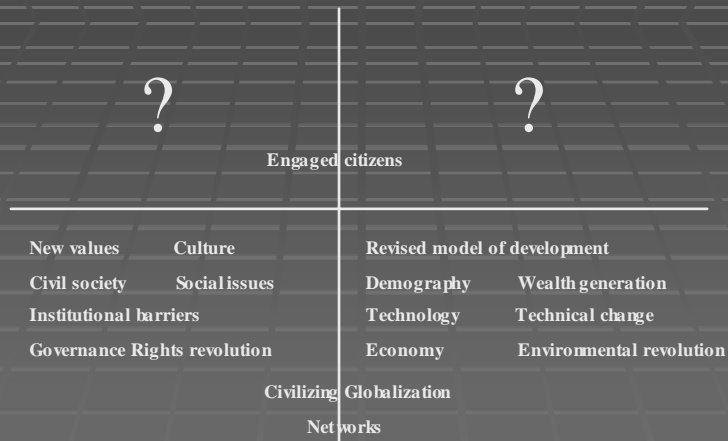 ? ?
Engaged citizens
New values Culture Revised model of development
Civil society Social issues Demography Wealth generation
Institutional barriers Technology Technical change
Governance Rights revolution Economy Environmental revolution
Civilizing Globalization
Networks